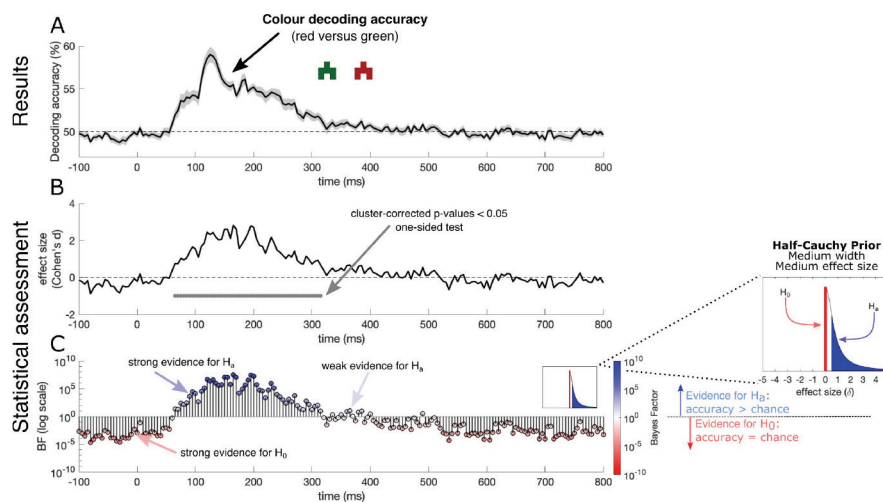 A
Colour decoding accuracy
(red versus green)
Results
Decoding accuracy (%)
60
55
50
-100 0 100 200 300 400 500 600 700 800
time (ms)
B
Statistical assessment
effect size
(Cohen's d)
4
2
0
-2
cluster-corrected p-values < 0.05
one-sided test
-100 0 100 200 300 400 500 600 700 800
time (ms)
C
BF (log scale)
10^10
10^5
10^0
10^-5
10^-10
strong evidence for Ha
weak evidence for Ha
strong evidence for H0
-100 0 100 200 300 400 500 600 700 800
time (ms)
10^10
10^5
10^0
10^-5
10^-10
Bayes Factor
Half-Cauchy Prior
Medium width
Medium effect size
H0
Ha
-5 -4 -3 -2 -1 0 1 2 3 4
effect size (δ)
Evidence for Ha:
accuracy > chance
Evidence for H0:
accuracy = chance